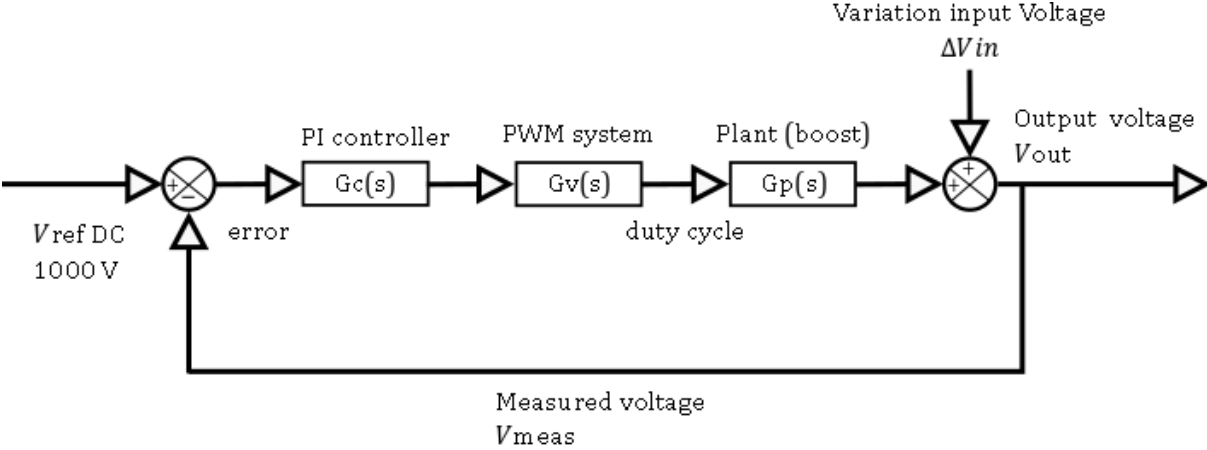 Variation input Voltage
ΔVin
PI controller
PWM system
Plant (boost)
Output voltage
Vout
+
+
+
−
Gc(s)
Gv(s)
Gp(s)
Vref DC
1000 V
error
duty cycle
Measured voltage
Vmeas